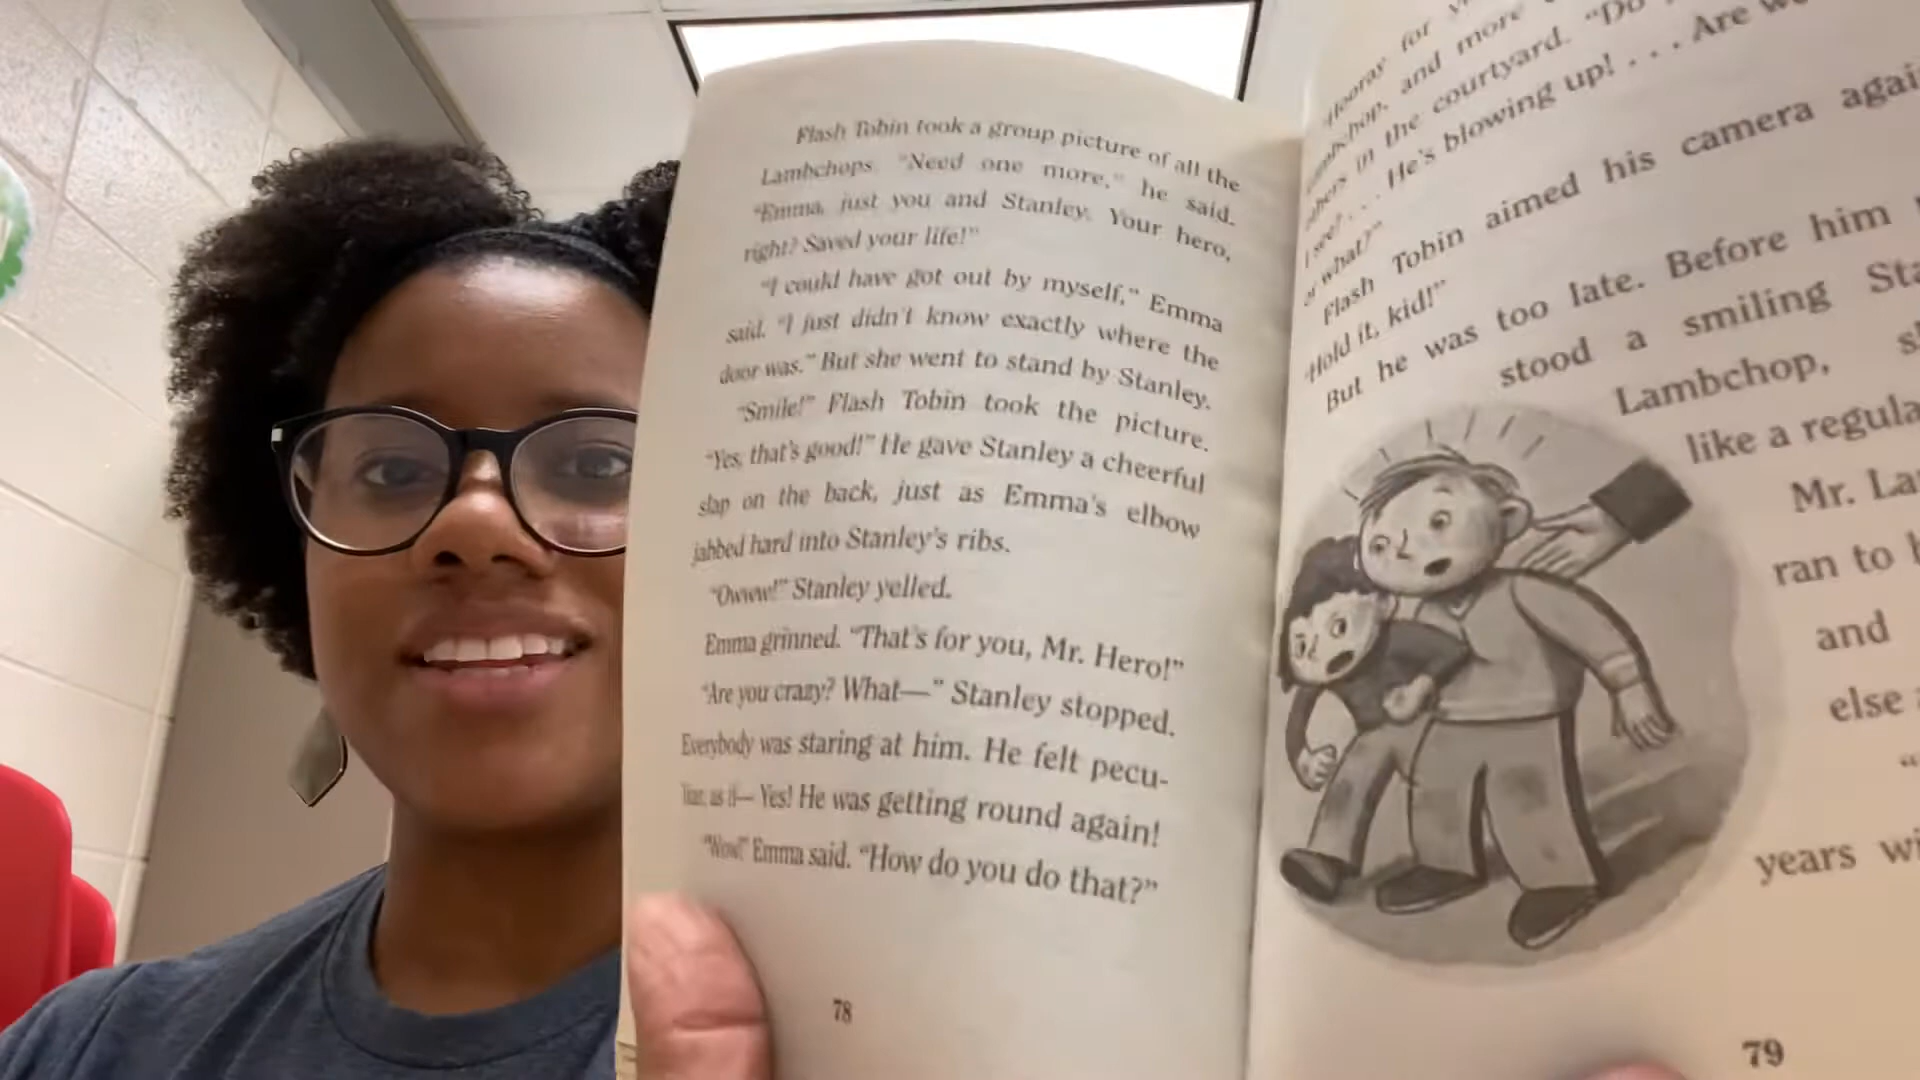 Flash Tobin took a group picture of all the
Lambchops. "Need one more," he said.
"Emma, just you and Stanley. Your hero,
right? Saved your life!"
"I could have got out by myself," Emma
said. "I just didn't know exactly where the
door was." But she went to stand by Stanley.
"Smile!" Flash Tobin took the picture.
"Yes, that's good!" He gave Stanley a cheerful
slap on the back, just as Emma's elbow
jabbed hard into Stanley's ribs.
"Owww!" Stanley yelled.
Emma grinned. "That's for you, Mr. Hero!"
"Are you crazy? What—" Stanley stopped.
Everybody was staring at him. He felt pecu-
liar, as if— Yes! He was getting round again!
"Wow!" Emma said. "How do you do that?"
78
"Hooray for
and more
in the courtyard. "Do
I see? . . . He's blowing up! . . . Are we
or what?"
Flash Tobin aimed his camera
"Hold it, kid!"
But he was too late. Before him
stood a smiling
Lambchop,
like a
Mr.
ran to
and
else
years
79